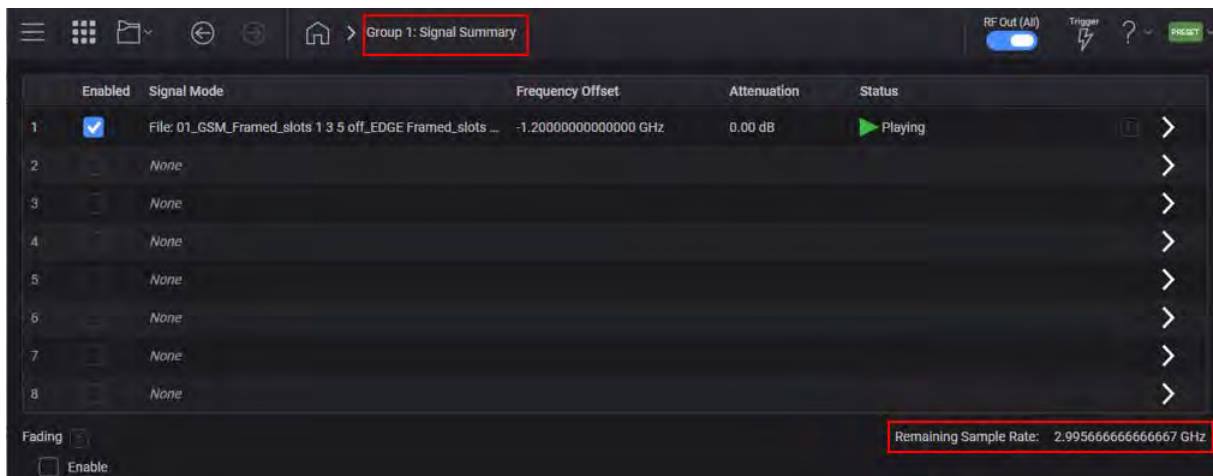 Group 1: Signal Summary RF Out (All) Trigger ? PRESET
Enabled Signal Mode Frequency Offset Attenuation Status
1 File: 01_GSM_Framed_slots 1 3 5 off_EDGE Framed_slots ... -1.20000000000000 GHz 0.00 dB Playing
2 None
3 None
4 None
5 None
6 None
7 None
8 None
Fading Remaining Sample Rate: 2.995666666666667 GHz
Enable